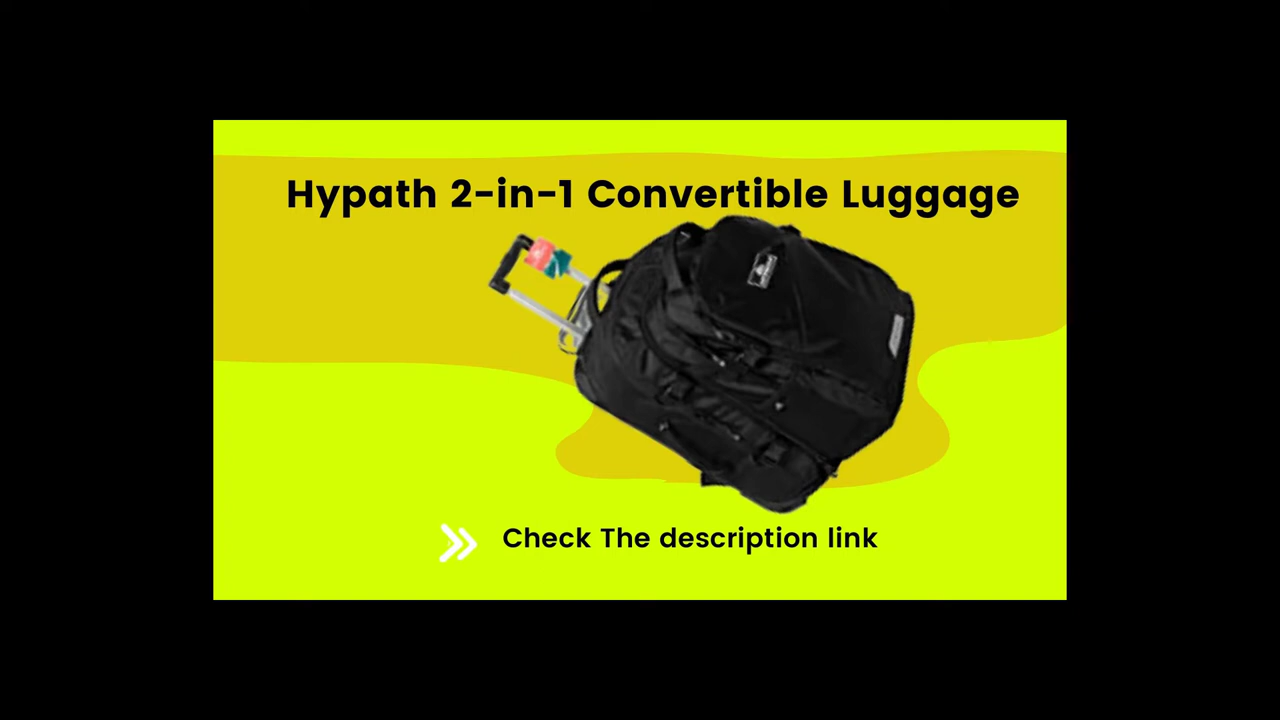 Hypath 2-in-1 Convertible Luggage
Check The description link